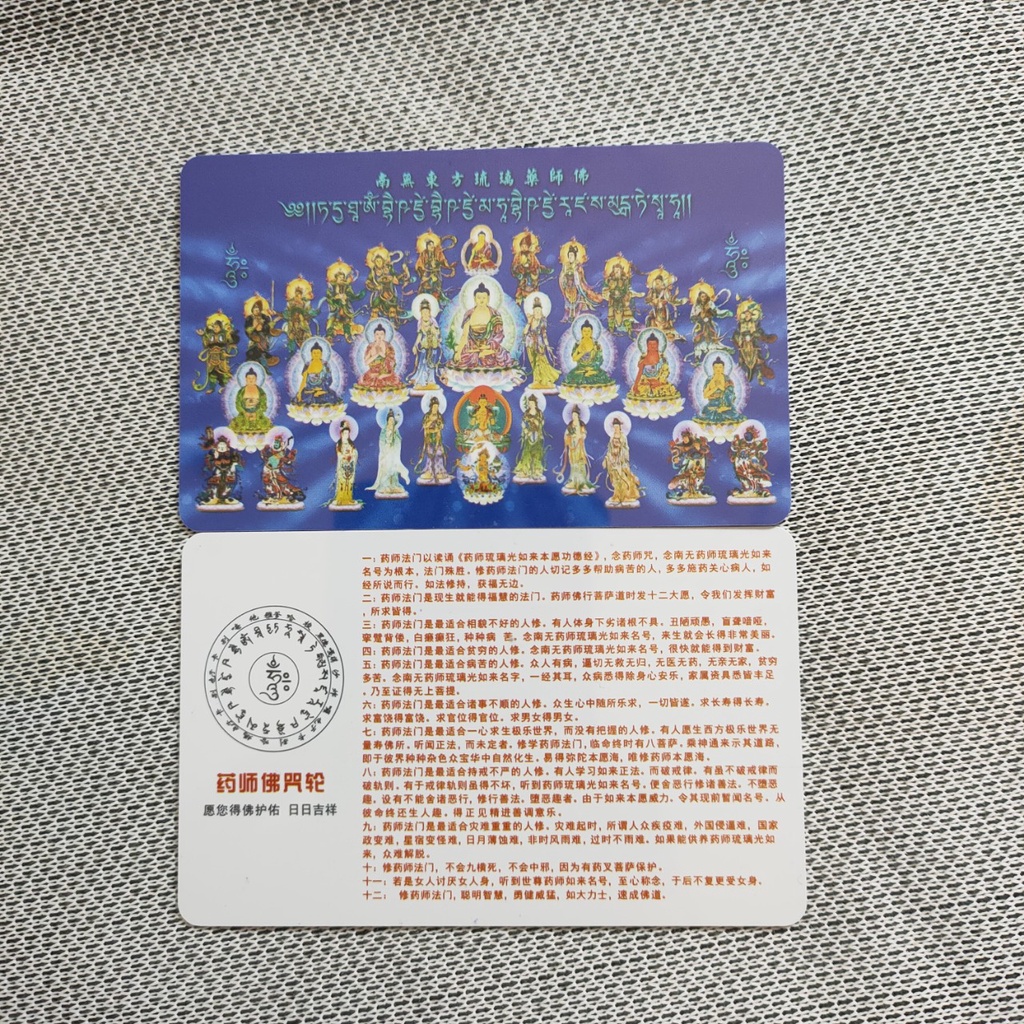 南無東方琉璃藥師佛
༄༅།།ཏདྱཐཱ་ཨོཾ་བྷཻཥཛྱེ་བྷཻཥཛྱེ་མཧཱབྷཻཥཛྱེ་རཱཛསམུདྒཏེ་སྭཱཧཱ།།
药师佛咒轮
愿您得佛护佑 日日吉祥
一：药师法门以读诵《药师琉璃光如来本愿功德经》，念药师咒，念南无药师琉璃光如来
名号为根本，法门殊胜。修药师法门的人切记多多帮助病苦的人，多多施药关心病人，如
经所说而行。如法修持，获福无边。
二：药师法门是现生就能得福慧的法门。药师佛行菩萨道时发十二大愿，令我们发挥财富
，所求皆得。
三：药师法门是最适合相貌不好的人修。有人体身下劣诸根不具。丑陋顽愚，盲聋喑哑，
挛躄背偻，白癞癫狂，种种病 苦。念南无药师琉璃光如来名号，来生就会长得非常美丽。
四：药师法门是最适合贫穷的人修。念南无药师琉璃光如来名号，很快就能得到财富。
五：药师法门是最适合病苦的人修。众人有病，逼切无救无归，无医无药，无亲无家，贫穷
多苦。念南无药师琉璃光如来名字，一经其耳，众病悉得除身心安乐，家属资具悉皆丰足
，乃至证得无上菩提。
六：药师法门是最适合诸事不顺的人修。众生心中随所乐求，一切皆遂。求长寿得长寿。
求富饶得富饶。求官位得官位。求男女得男女。
七：药师法门是最适合一心求生极乐世界，而没有把握的人修。有人愿生西方极乐世界无
量寿佛所。听闻正法，而未定者。修学药师法门，临命终时有八菩萨。乘神通来示其道路，
即于彼界种种杂色众宝华中自然化生。易得弥陀本愿海，唯修药师本愿海。
八：药师法门是最适合持戒不严的人修。有人学习如来正法。而破戒律，有虽不破戒律而
破轨则。有于戒律轨则虽得不坏，听到药师琉璃光如来名号。便舍恶行修诸善法。不堕恶
趣。设有不能舍诸恶行，修行善法。堕恶趣者。由于如来本愿威力。令其现前暂闻名号。从
彼命终还生人趣。得正见精进善调意乐。
九：药师法门是最适合灾难重重的人修。灾难起时，所谓人众疾疫难，外国侵逼难，国家
政变难，星宿变怪难，日月薄蚀难，非时风雨难，过时不雨难。如果能供养药师琉璃光如
来，众难解脱。
十：修药师法门，不会九横死，不会中邪，因为有药叉菩萨保护。
十一：若是女人讨厌女人身，听到世尊药师如来名号，至心称念，于后不复更受女身。
十二： 修药师法门，聪明智慧，勇健威猛，如大力士，速成佛道。